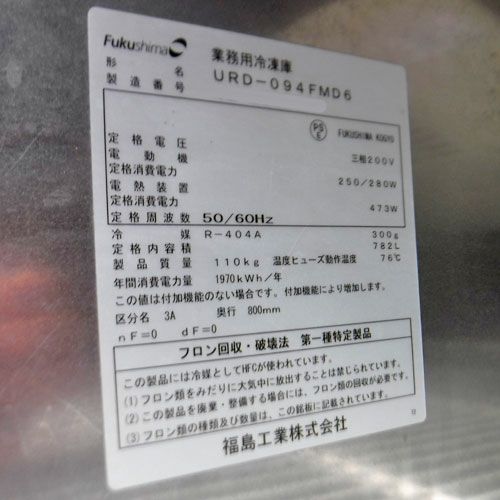 Fukushima 業務用冷凍庫
形名 URD-094FMD6
製造番号
PSE FUKUSHIMA KOGYO
定格電圧 三相200V
電動機
定格消費電力 250/280W
電熱装置
定格消費電力 473W
定格周波数 50/60Hz
冷媒 R-404A 300g
定格内容積 782L
製品質量 110kg 温度ヒューズ動作温度 76℃
年間消費電力量 1970kWh/年
この値は付加機能のない場合です。付加機能により増加します。
区分名 3A 奥行 800mm
nF=0 dF=0
フロン回収・破壊法 第一種特定製品
この製品には冷媒としてHFCが使われています。
(1)フロン類をみだりに大気中に放出することは禁じられています。
(2)この製品を廃棄・整備する場合には、フロン類の回収が必要です。
(3)フロン類の種類及び数量は、この銘板に記載されています。
福島工業株式会社